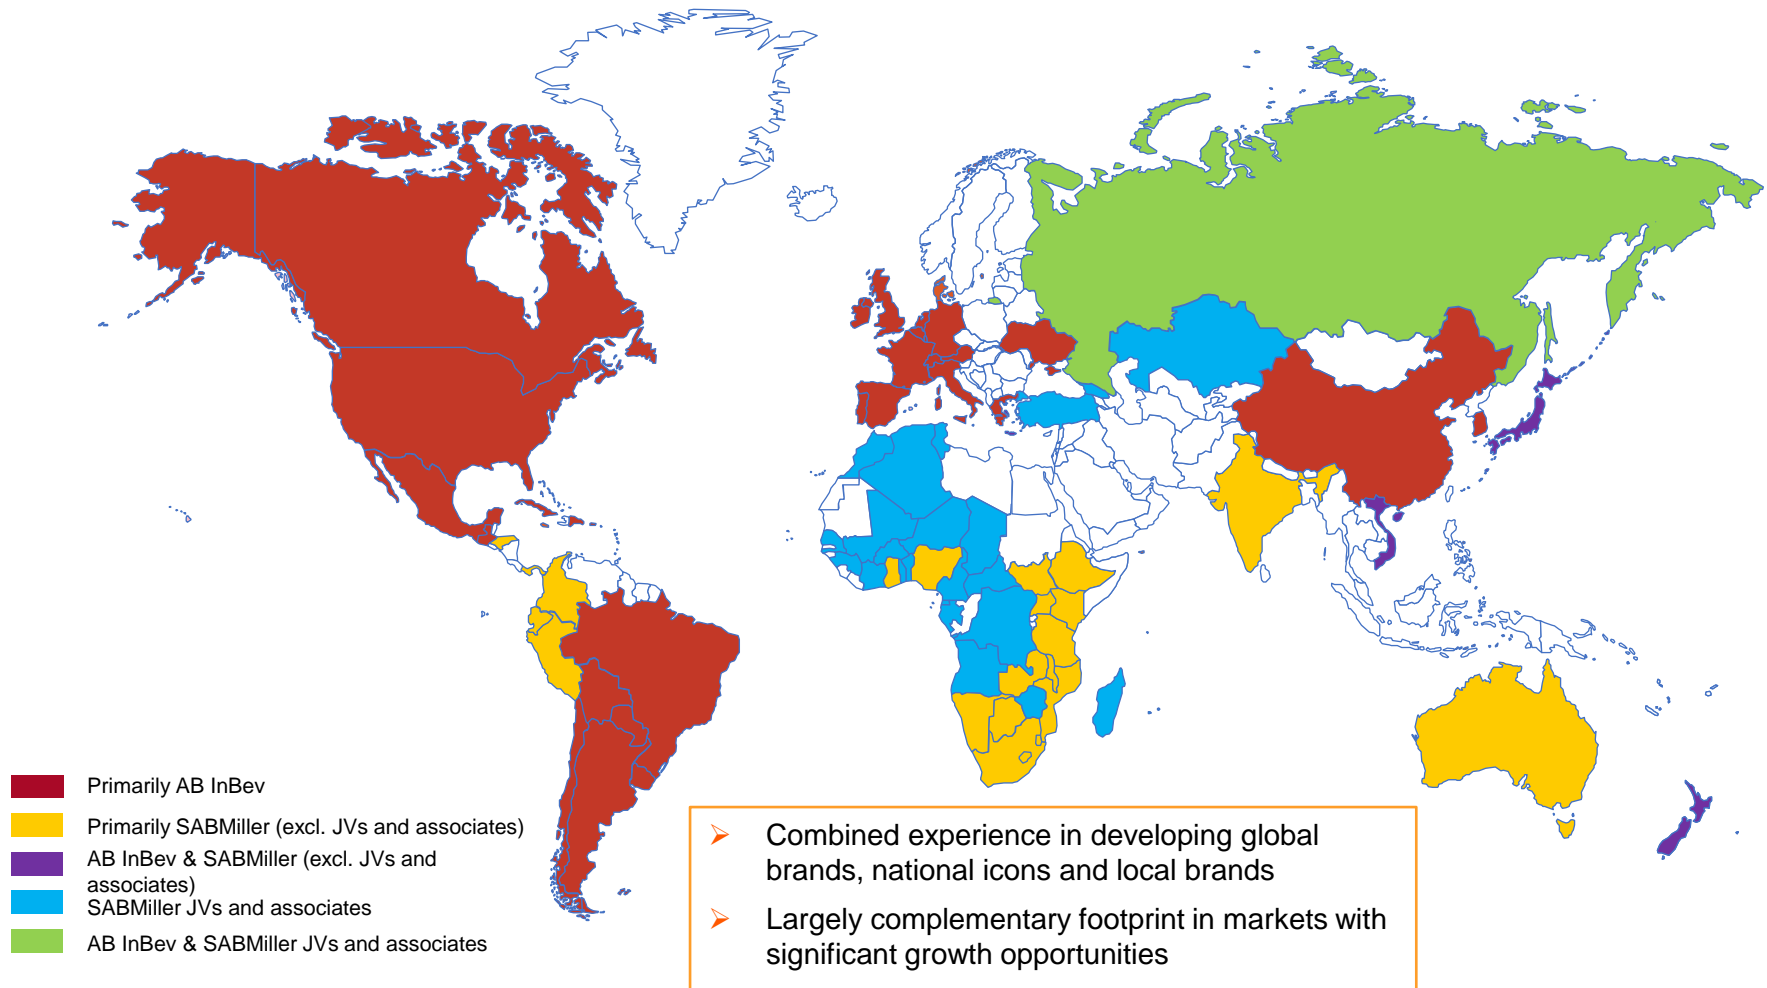 Primarily AB InBev
Primarily SABMiller (excl. JVs and associates)
AB InBev & SABMiller (excl. JVs and
associates)
SABMiller JVs and associates
AB InBev & SABMiller JVs and associates
➢ Combined experience in developing global
brands, national icons and local brands
➢ Largely complementary footprint in markets with
significant growth opportunities